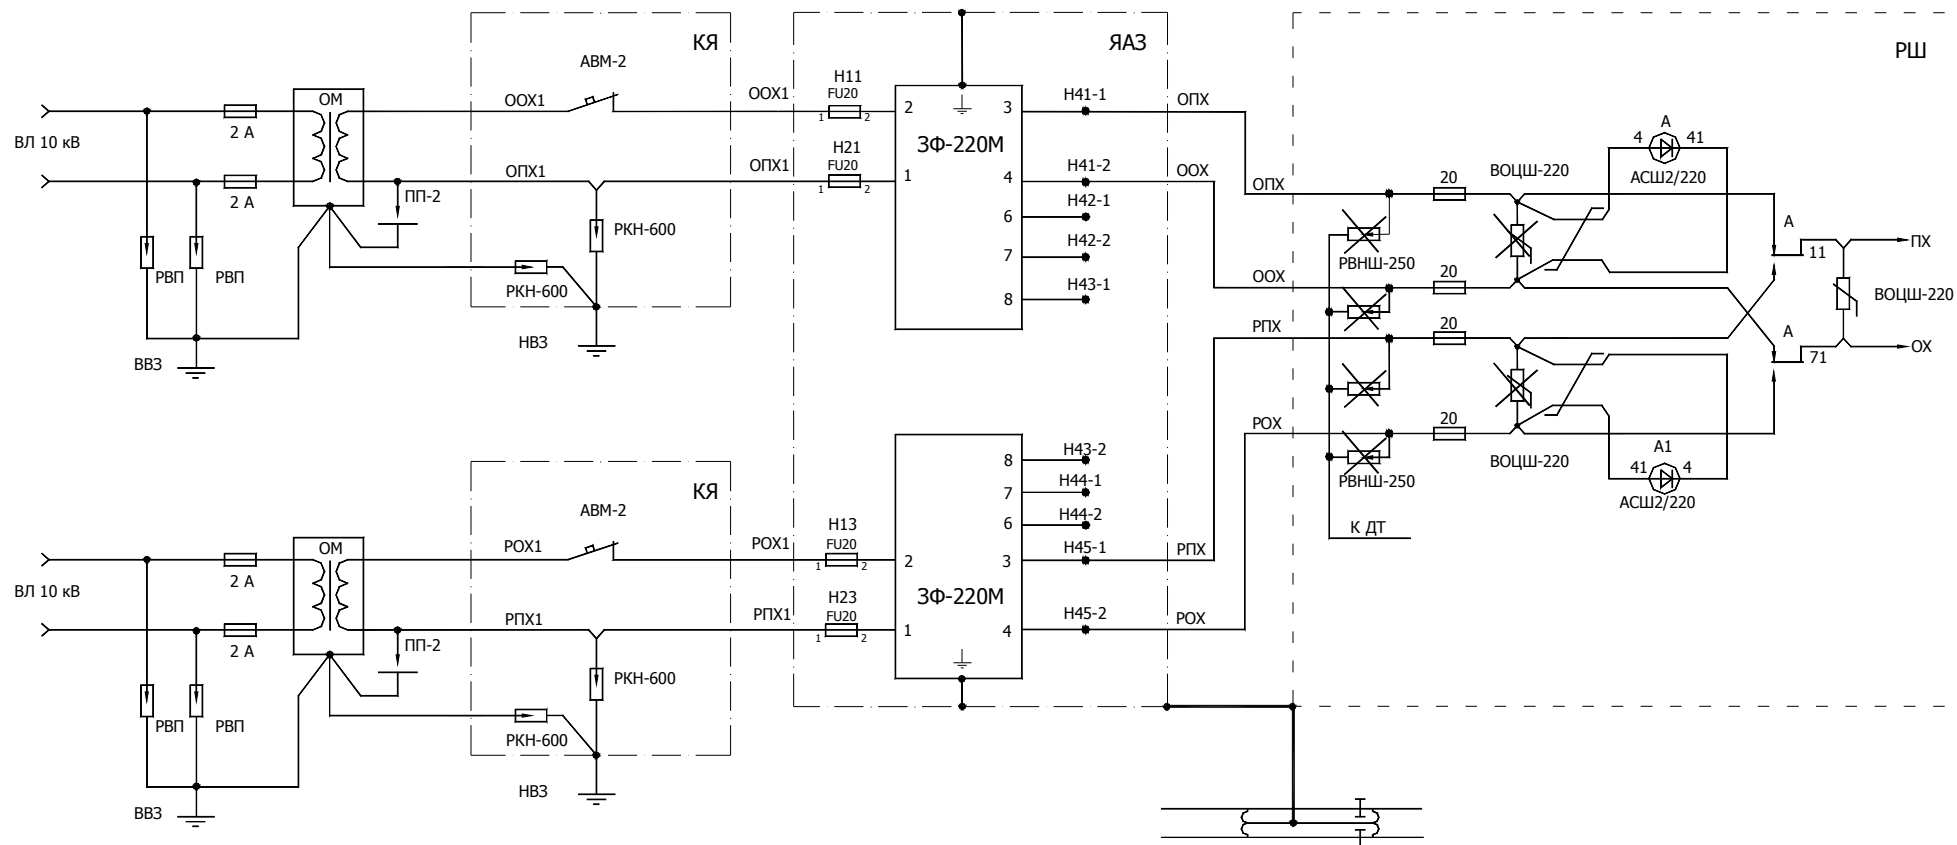 КЯ
ЯАЗ
РШ
ВЛ 10 кВ
2 А
2 А
ОМ
РВП
РВП
ВВЗ
ПП-2
ООХ1
АВМ-2
ОПХ1
РКН-600
РКН-600
НВЗ
ООХ1
ОПХ1
Н11
FU20
1 2
Н21
FU20
1 2
2
1
ЗФ-220М
3
4
6
7
8
Н41-1
Н41-2
Н42-1
Н42-2
Н43-1
ОПХ
ООХ
ОПХ
ООХ
РПХ
РОХ
РВНШ-250
РВНШ-250
К ДТ
20
20
20
20
ВОЦШ-220
ВОЦШ-220
А
4 41
АСШ2/220
А1
41 4
АСШ2/220
А
11
А
71
ПХ
ВОЦШ-220
ОХ
КЯ
ВЛ 10 кВ
2 А
2 А
ОМ
РВП
РВП
ВВЗ
ПП-2
РОХ1
АВМ-2
РПХ1
РКН-600
РКН-600
НВЗ
РОХ1
РПХ1
Н13
FU20
1 2
Н23
FU20
1 2
2
1
ЗФ-220М
8
7
6
3
4
Н43-2
Н44-1
Н44-2
Н45-1
Н45-2
РПХ
РОХ